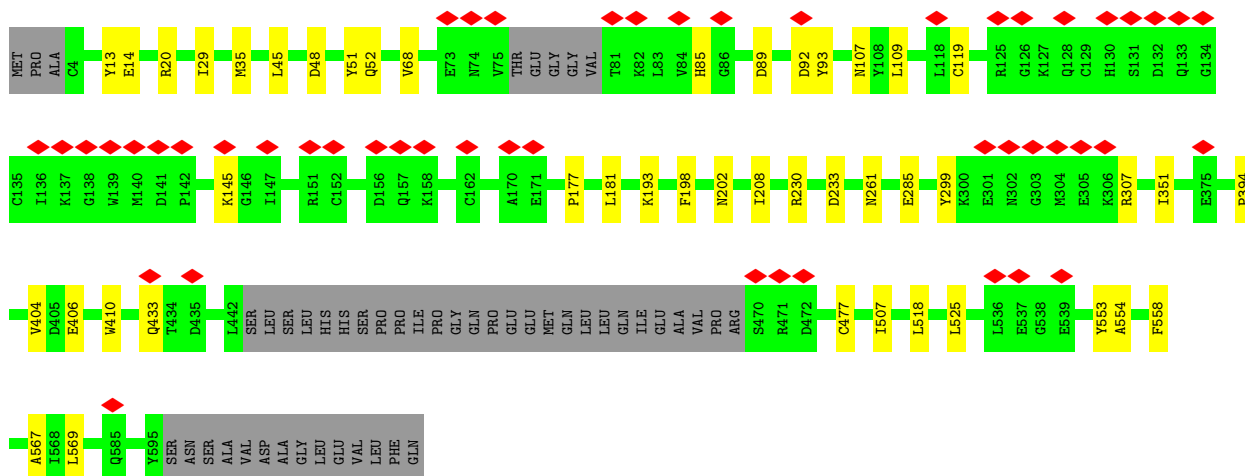 MET PRO ALA C4 Y13 E14 R20 I29 M35 L45 D48 Y51 Q52 V68 E73 N74 V75 THR GLU GLY GLY VAL T81 K82 L83 V84 H85 G86 D89 D92 Y93 N107 Y108 L109 L118 C119 R125 G126 K127 Q128 C129 H130 S131 D132 Q133 G134
C135 I136 K137 G138 W139 M140 D141 P142 K145 G146 I147 R151 C152 D156 Q157 K158 C162 A170 E171 P177 L181 K193 F198 N202 I208 R230 D233 N261 E285 Y299 K300 E301 N302 G303 M304 E305 K306 R307 I351 E375 P394
V404 D405 E406 W410 Q433 T434 D435 L442 SER LEU SER LEU HIS HIS SER PRO PRO ILE PRO GLY GLN PRO GLU GLU MET GLN LEU LEU GLN ILE GLU ALA VAL PRO ARG S470 R471 D472 C477 I507 L518 L525 L536 E537 G538 E539 Y553 A554 F558
A567 I568 L569 Q585 Y595 SER ASN SER ALA VAL ASP ALA GLY LEU GLU VAL LEU PHE GLN